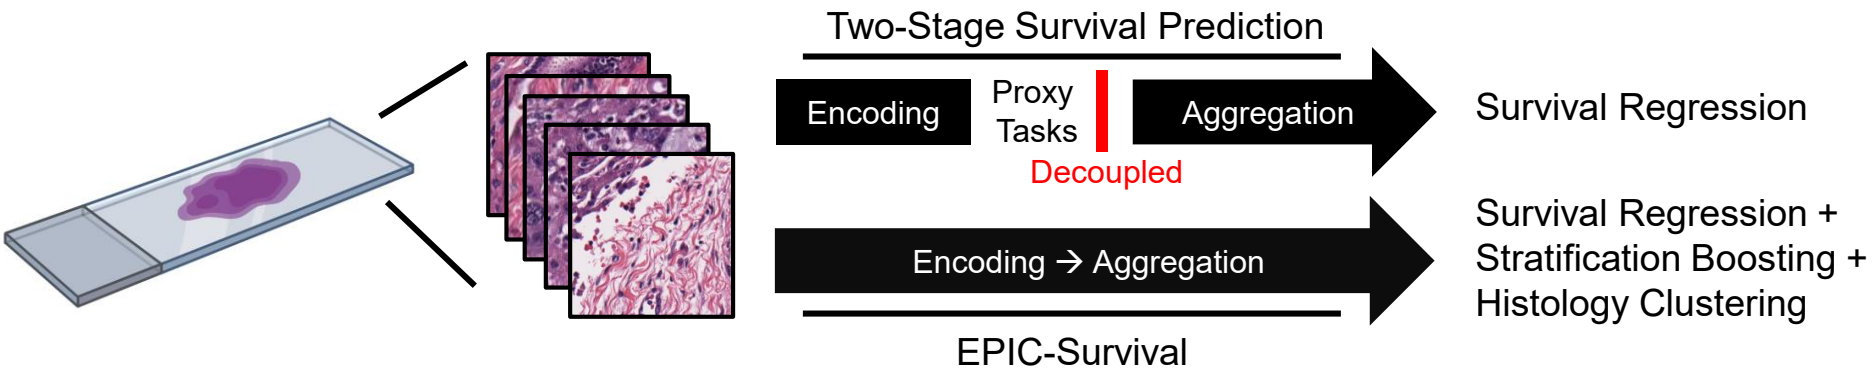 Two-Stage Survival Prediction
Encoding
Proxy
Tasks
Decoupled
Aggregation
Survival Regression
Encoding → Aggregation
EPIC-Survival
Survival Regression +
Stratification Boosting +
Histology Clustering